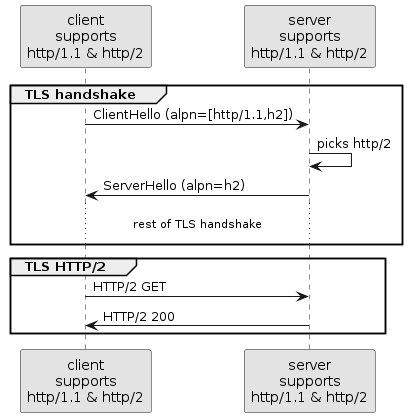 client
supports
http/1.1 & http/2
server
supports
http/1.1 & http/2
TLS handshake
ClientHello (alpn=[http/1.1,h2])
picks http/2
ServerHello (alpn=h2)
rest of TLS handshake
TLS HTTP/2
HTTP/2 GET
HTTP/2 200
client
supports
http/1.1 & http/2
server
supports
http/1.1 & http/2